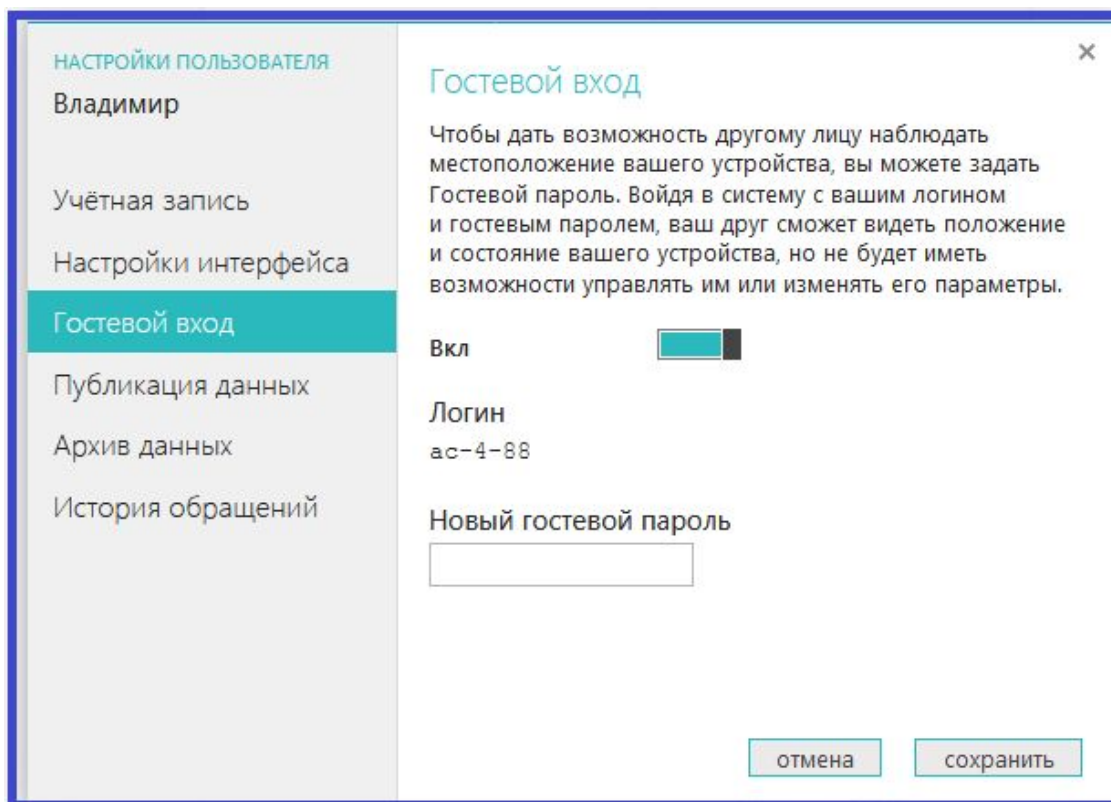 НАСТРОЙКИ ПОЛЬЗОВАТЕЛЯ
Владимир
Учётная запись
Настройки интерфейса
Гостевой вход
Публикация данных
Архив данных
История обращений
Гостевой вход
Чтобы дать возможность другому лицу наблюдать
местоположение вашего устройства, вы можете задать
Гостевой пароль. Войдя в систему с вашим логином
и гостевым паролем, ваш друг сможет видеть положение
и состояние вашего устройства, но не будет иметь
возможности управлять им или изменять его параметры.
Вкл
Логин
ac-4-88
Новый гостевой пароль
отмена
сохранить